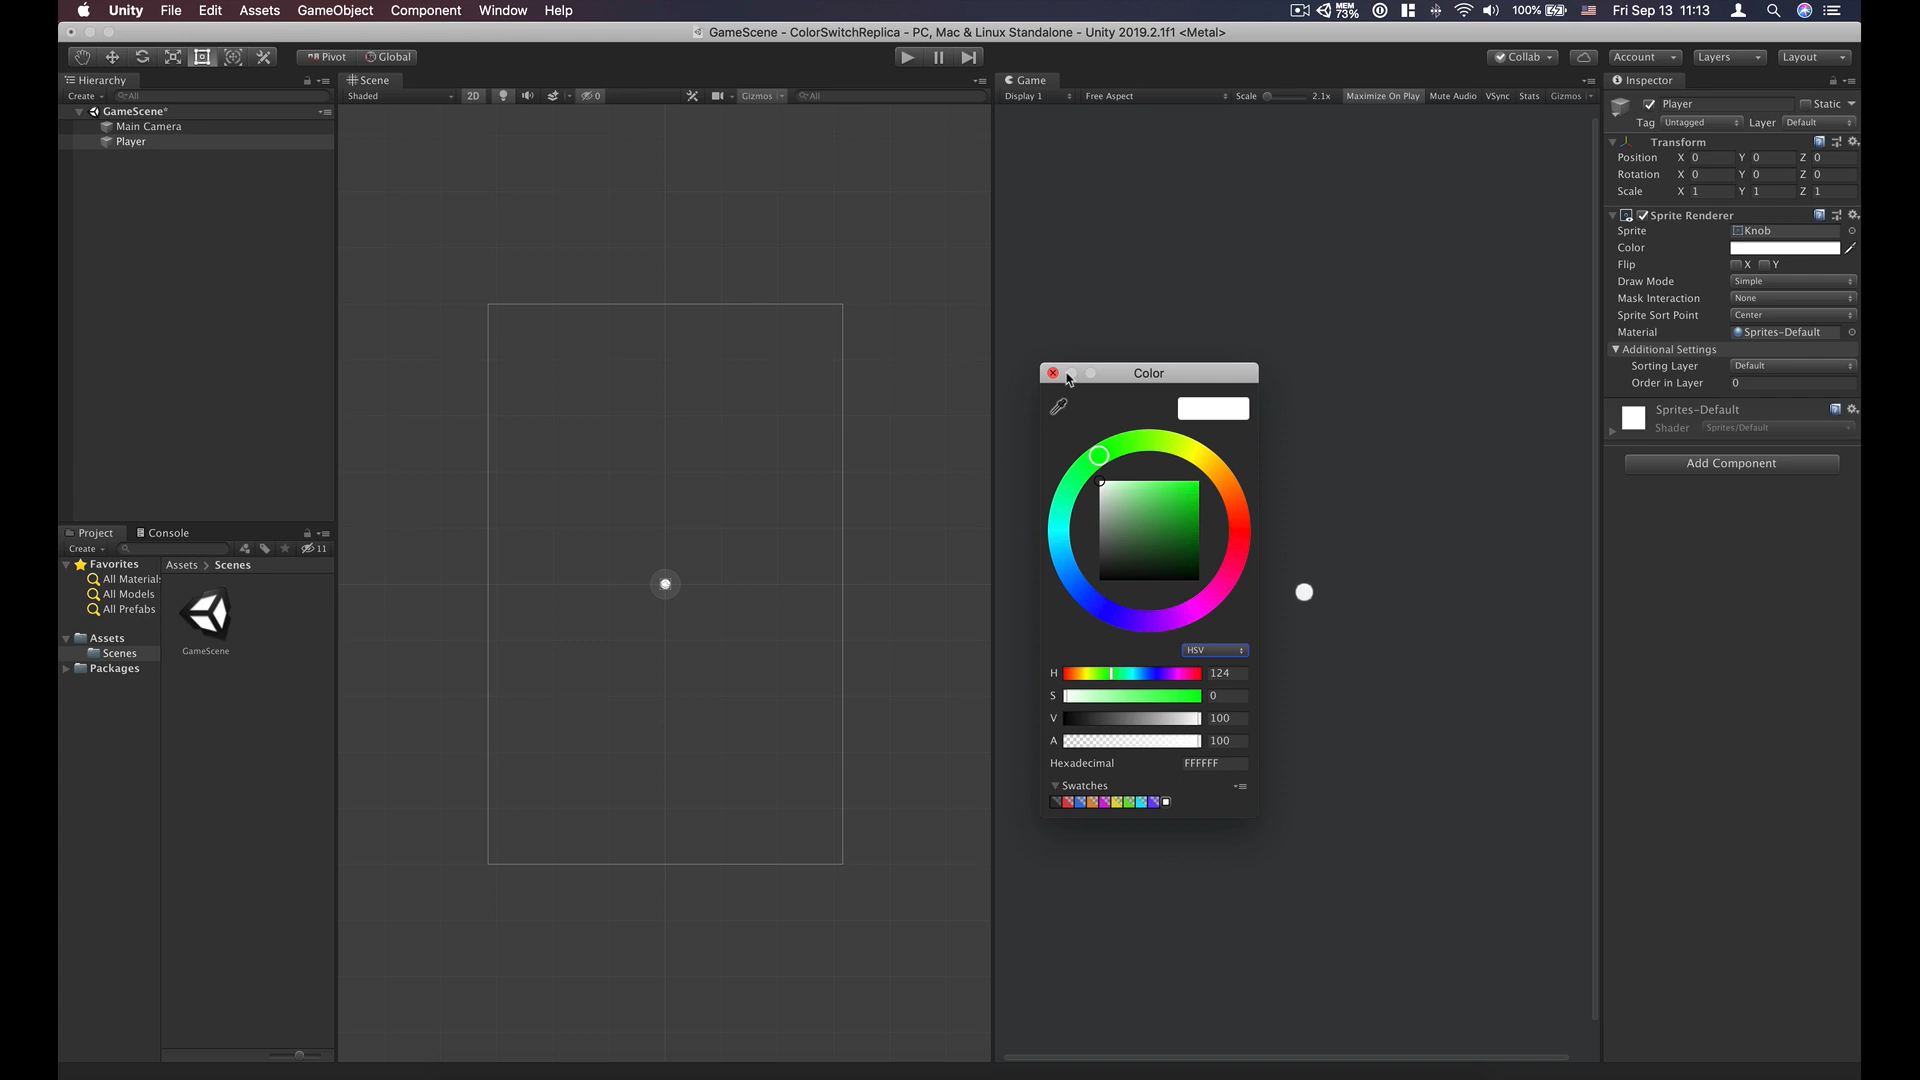 Unity File Edit Assets GameObject Component Window Help MEM 73% 100% Fri Sep 13 11:13
GameScene - ColorSwitchReplica - PC, Mac & Linux Standalone - Unity 2019.2.1f1 <Metal>
Pivot Global Collab Account Layers Layout
Hierarchy
Create All
GameScene*
Main Camera
Player
Scene
Shaded 2D 0 Gizmos All
Game
Display 1 Free Aspect Scale 2.1x Maximize On Play Mute Audio VSync Stats Gizmos
Inspector
Player Static
Tag Untagged Layer Default
Transform
Position X 0 Y 0 Z 0
Rotation X 0 Y 0 Z 0
Scale X 1 Y 1 Z 1
Sprite Renderer
Sprite Knob
Color
Flip X Y
Draw Mode Simple
Mask Interaction None
Sprite Sort Point Center
Material Sprites-Default
Additional Settings
Sorting Layer Default
Order in Layer 0
Sprites-Default
Shader Sprites/Default
Add Component
Color
HSV
H 124
S 0
V 100
A 100
Hexadecimal FFFFFF
Swatches
Project Console
Create 11
Favorites
All Material
All Models
All Prefabs
Assets
Scenes
Packages
Assets > Scenes
GameScene